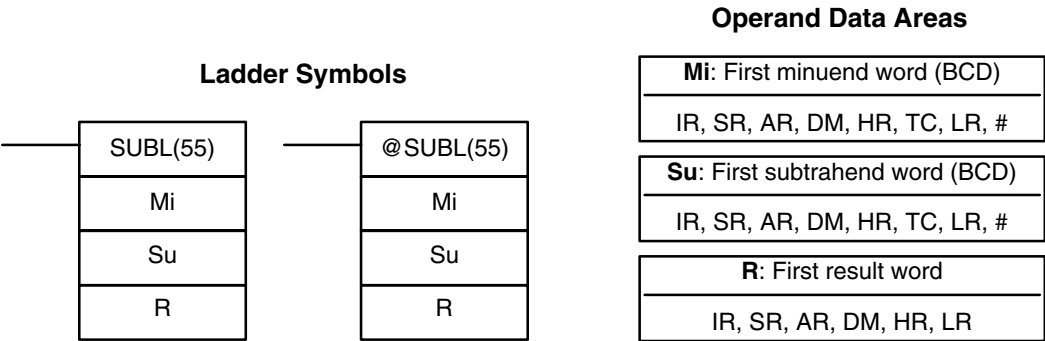 Operand Data Areas
Ladder Symbols
SUBL(55)
Mi
Su
R
@SUBL(55)
Mi
Su
R
Mi: First minuend word (BCD)
IR, SR, AR, DM, HR, TC, LR, #
Su: First subtrahend word (BCD)
IR, SR, AR, DM, HR, TC, LR, #
R: First result word
IR, SR, AR, DM, HR, LR